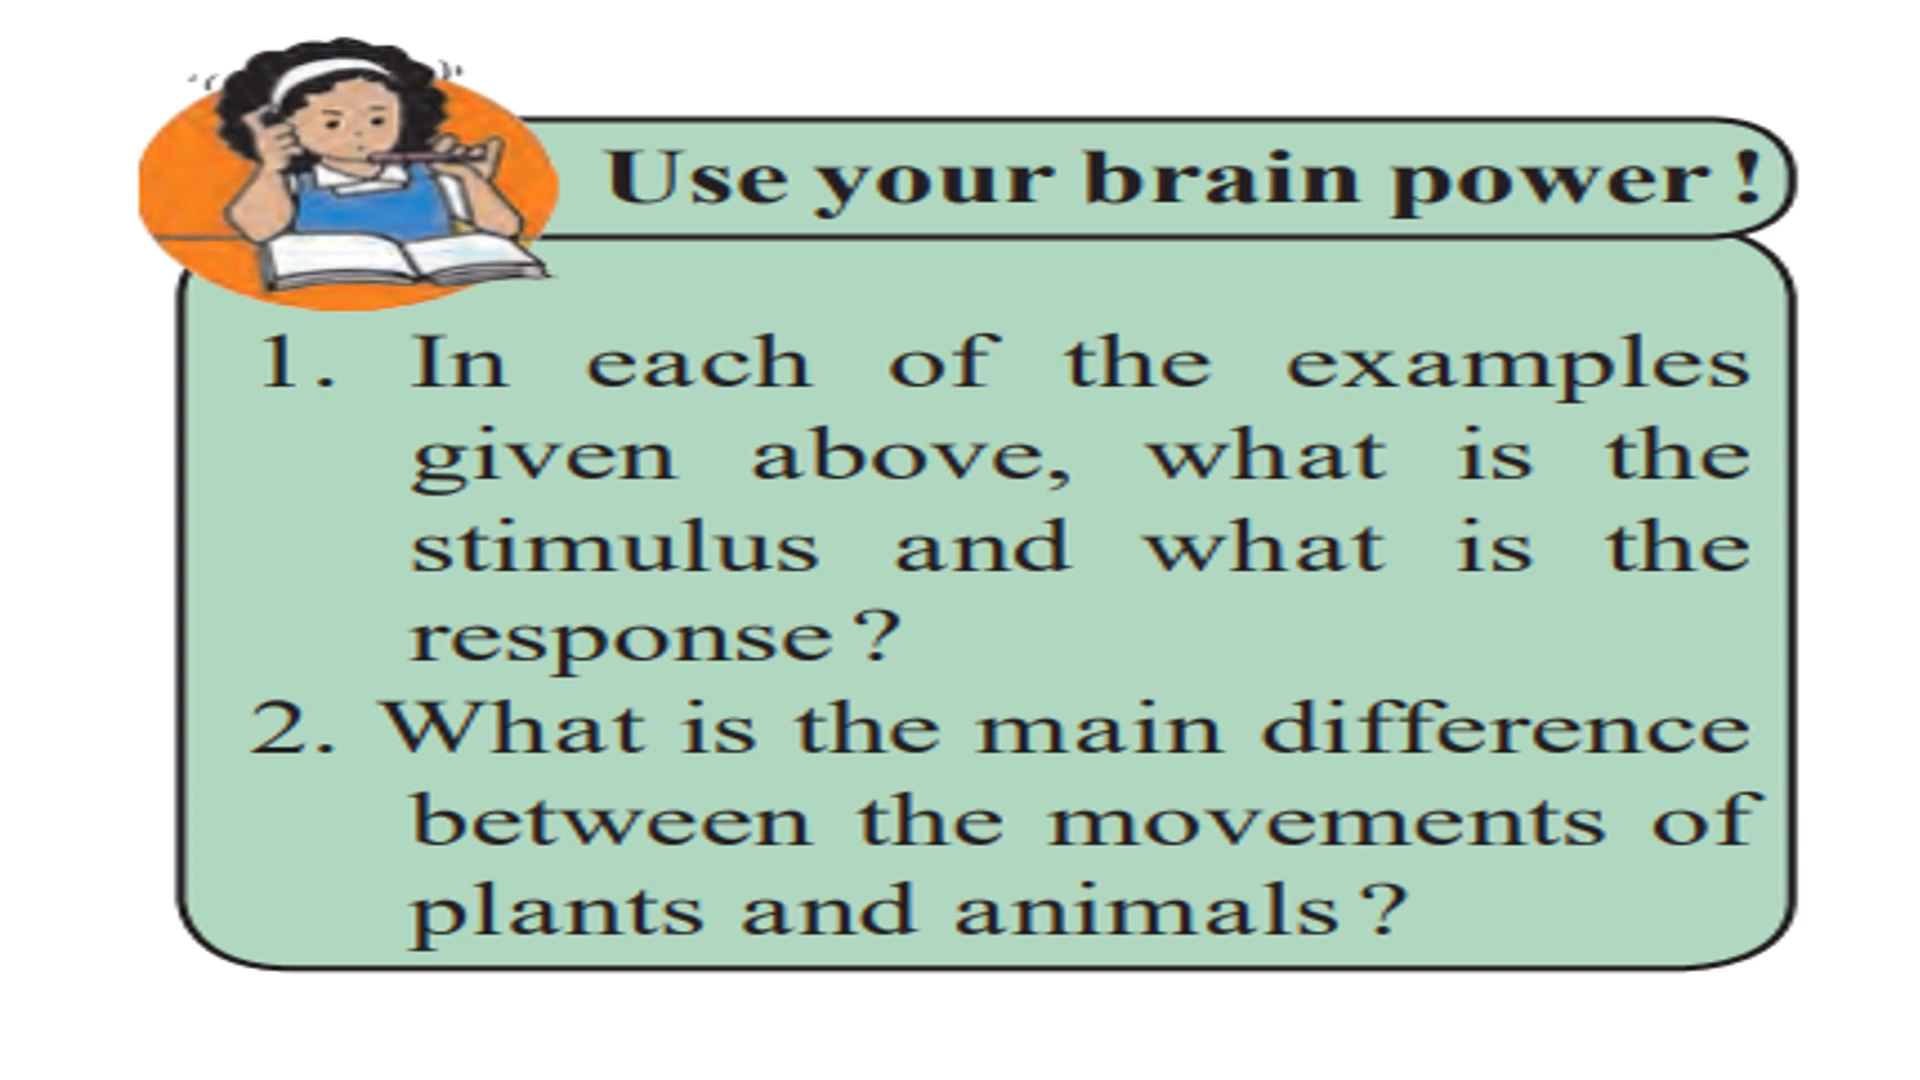 Use your brain power !
1. In each of the examples
given above, what is the
stimulus and what is the
response ?
2. What is the main difference
between the movements of
plants and animals ?